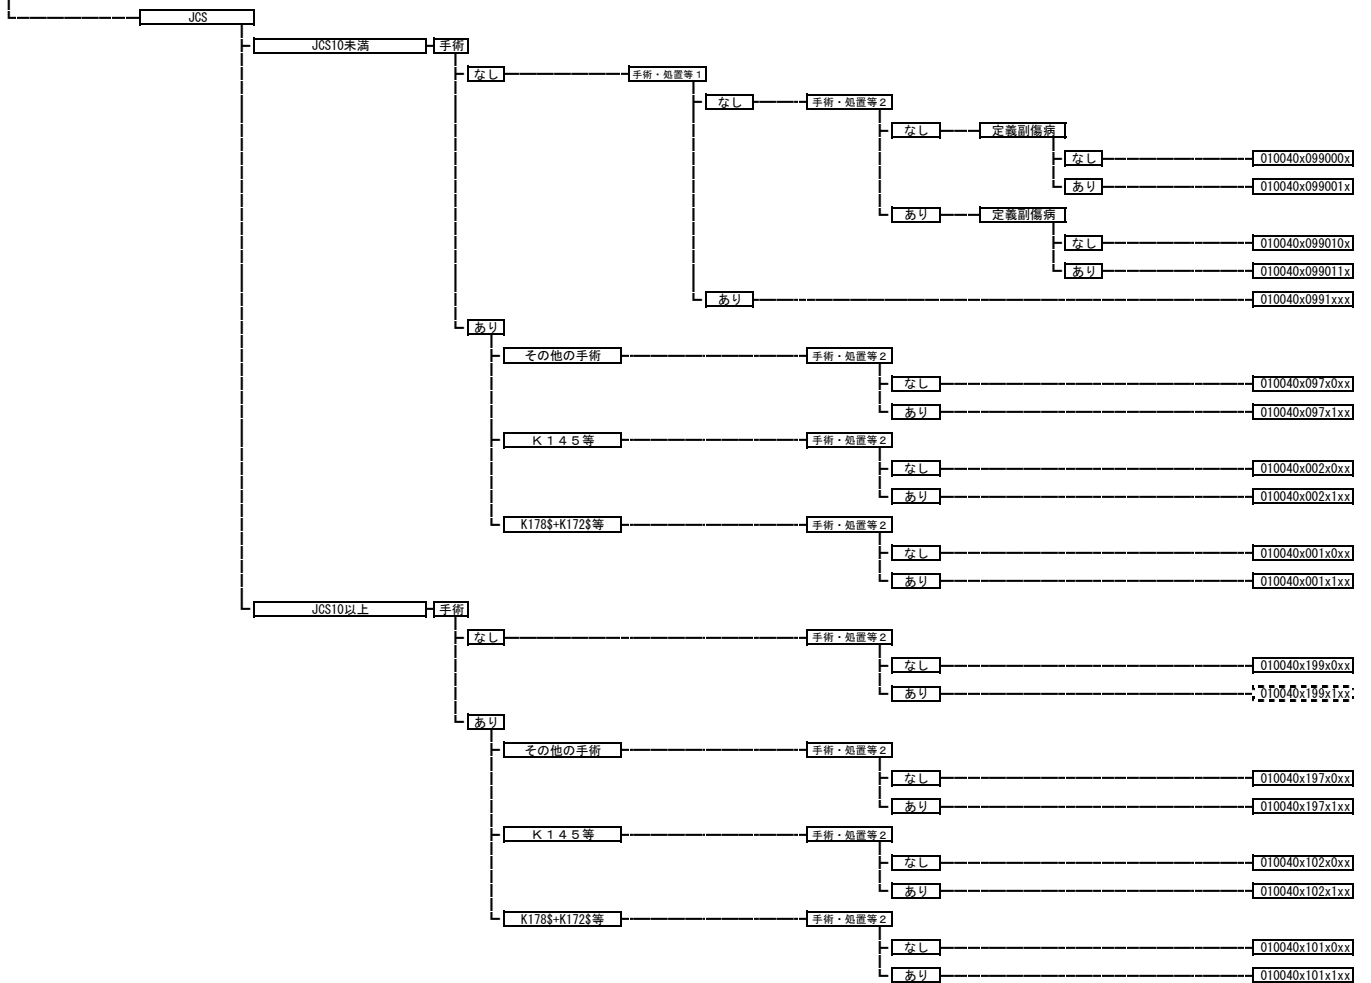 JCS
JCS10未満 手術
なし 手術・処置等1
なし 手術・処置等2
なし 定義副傷病
なし 010040x099000x
あり 010040x099001x
あり 定義副傷病
なし 010040x099010x
あり 010040x099011x
あり 010040x0991xxx
あり
その他の手術 手術・処置等2
なし 010040x097x0xx
あり 010040x097x1xx
K145等 手術・処置等2
なし 010040x002x0xx
あり 010040x002x1xx
K178$+K172$等 手術・処置等2
なし 010040x001x0xx
あり 010040x001x1xx
JCS10以上 手術
なし 手術・処置等2
なし 010040x199x0xx
あり 010040x199x1xx
あり
その他の手術 手術・処置等2
なし 010040x197x0xx
あり 010040x197x1xx
K145等 手術・処置等2
なし 010040x102x0xx
あり 010040x102x1xx
K178$+K172$等 手術・処置等2
なし 010040x101x0xx
あり 010040x101x1xx